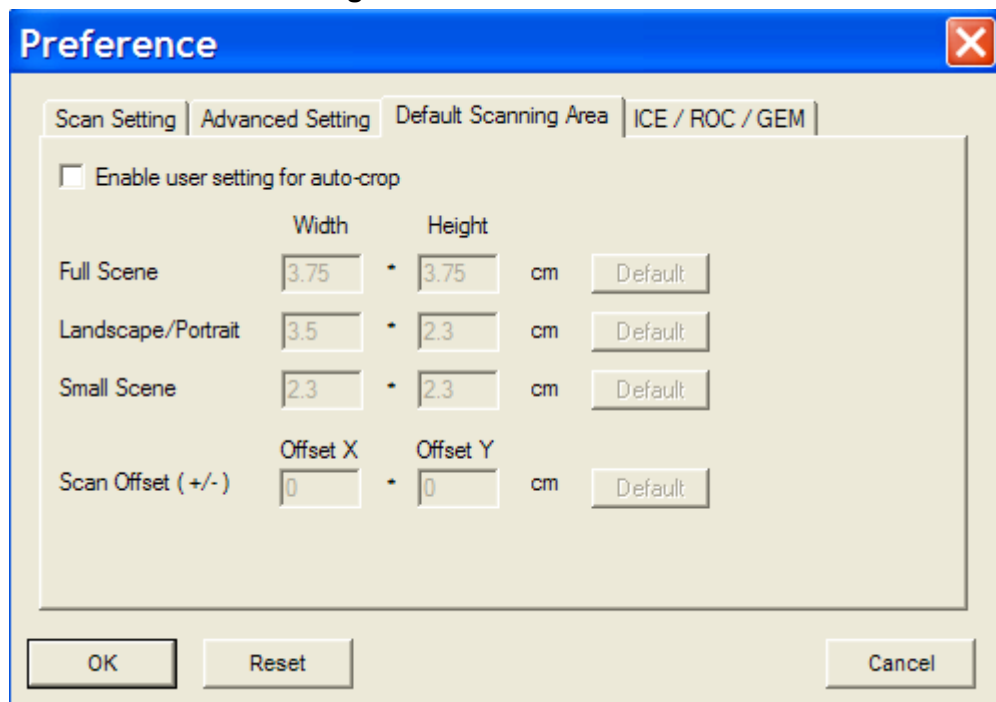 Preference
Scan Setting Advanced Setting Default Scanning Area ICE / ROC / GEM
Enable user setting for auto-crop
Width Height
Full Scene 3.75 * 3.75 cm Default
Landscape/Portrait 3.5 * 2.3 cm Default
Small Scene 2.3 * 2.3 cm Default
Offset X Offset Y
Scan Offset ( +/- ) 0 * 0 cm Default
OK Reset Cancel